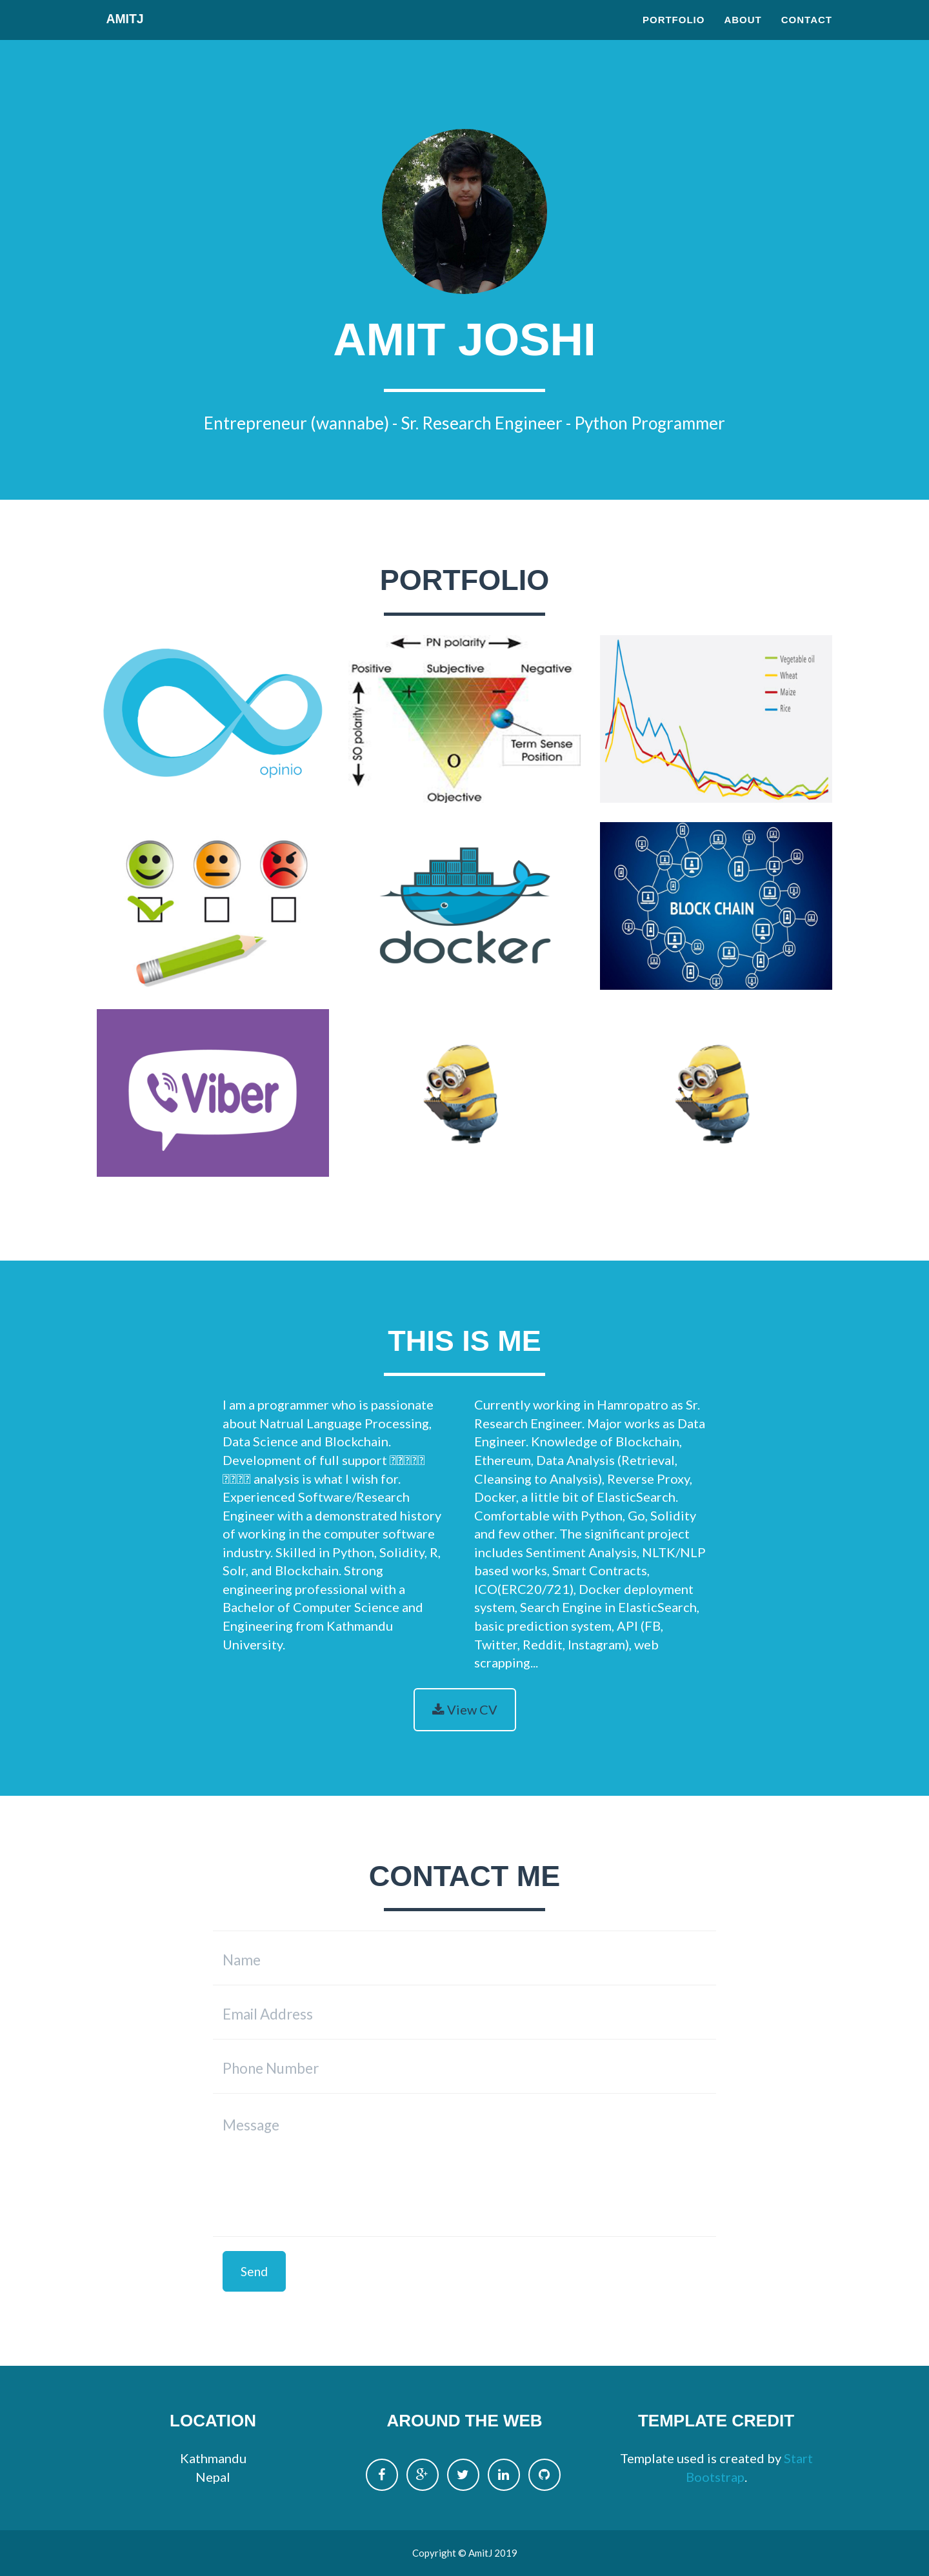 AMITJ
PORTFOLIO ABOUT CONTACT
AMIT JOSHI
Entrepreneur (wannabe) - Sr. Research Engineer - Python Programmer
PORTFOLIO
opinio
PN polarity
Positive Subjective Negative
SO polarity
Term Sense
Position
O
Objective
Vegetable oil
Wheat
Maize
Rice
docker
BLOCK CHAIN
Viber
THIS IS ME
I am a programmer who is passionate
about Natrual Language Processing,
Data Science and Blockchain.
Development of full support
analysis is what I wish for.
Experienced Software/Research
Engineer with a demonstrated history
of working in the computer software
industry. Skilled in Python, Solidity, R,
Solr, and Blockchain. Strong
engineering professional with a
Bachelor of Computer Science and
Engineering from Kathmandu
University.
Currently working in Hamropatro as Sr.
Research Engineer. Major works as Data
Engineer. Knowledge of Blockchain,
Ethereum, Data Analysis (Retrieval,
Cleansing to Analysis), Reverse Proxy,
Docker, a little bit of ElasticSearch.
Comfortable with Python, Go, Solidity
and few other. The significant project
includes Sentiment Analysis, NLTK/NLP
based works, Smart Contracts,
ICO(ERC20/721), Docker deployment
system, Search Engine in ElasticSearch,
basic prediction system, API (FB,
Twitter, Reddit, Instagram), web
scrapping...
View CV
CONTACT ME
Name
Email Address
Phone Number
Message
Send
LOCATION
Kathmandu
Nepal
AROUND THE WEB
TEMPLATE CREDIT
Template used is created by Start
Bootstrap.
Copyright © AmitJ 2019